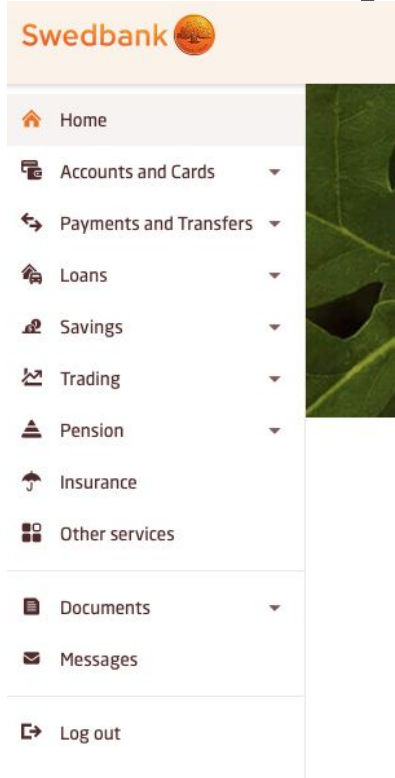 Swedbank
Home
Accounts and Cards
Payments and Transfers
Loans
Savings
Trading
Pension
Insurance
Other services
Documents
Messages
Log out